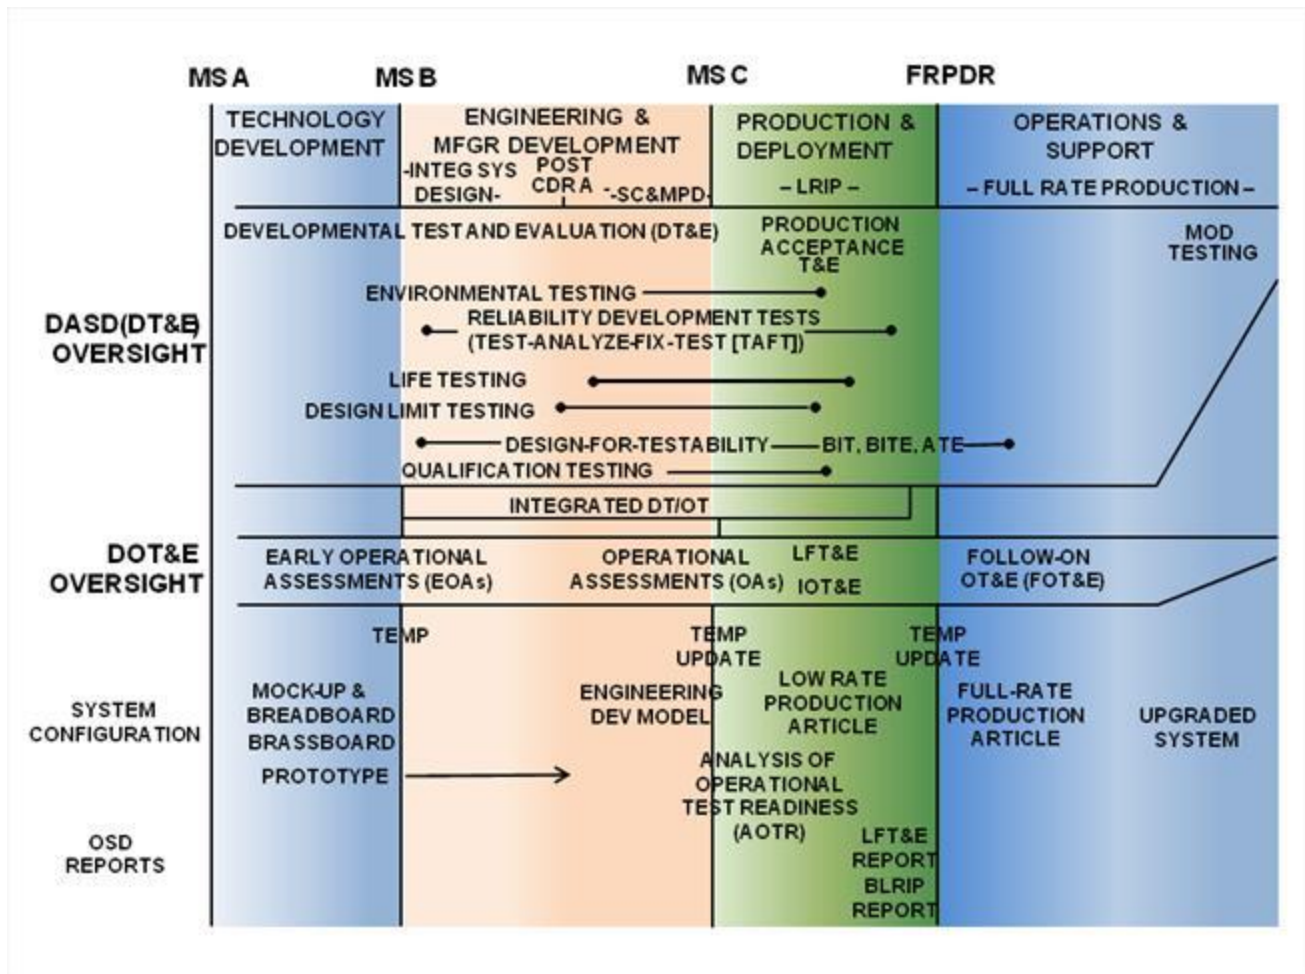 MS A
MS B
MS C
FRPDR
TECHNOLOGY
DEVELOPMENT
ENGINEERING &
MFGR DEVELOPMENT
-INTEG SYS
DESIGN-
POST
CDR A
-SC&MPD-
PRODUCTION &
DEPLOYMENT
– LRIP –
OPERATIONS &
SUPPORT
– FULL RATE PRODUCTION –
DASD(DT&E)
OVERSIGHT
DEVELOPMENTAL TEST AND EVALUATION (DT&E)
PRODUCTION
ACCEPTANCE
T&E
MOD
TESTING
ENVIRONMENTAL TESTING
RELIABILITY DEVELOPMENT TESTS
(TEST-ANALYZE-FIX-TEST [TAFT])
LIFE TESTING
DESIGN LIMIT TESTING
DESIGN-FOR-TESTABILITY
BIT, BITE, ATE
QUALIFICATION TESTING
INTEGRATED DT/OT
DOT&E
OVERSIGHT
EARLY OPERATIONAL
ASSESSMENTS (EOAs)
OPERATIONAL
ASSESSMENTS (OAs)
LFT&E
IOT&E
FOLLOW-ON
OT&E (FOT&E)
TEMP
TEMP
UPDATE
TEMP
UPDATE
SYSTEM
CONFIGURATION
MOCK-UP &
BREADBOARD
BRASSBOARD
PROTOTYPE
ENGINEERING
DEV MODEL
LOW RATE
PRODUCTION
ARTICLE
FULL-RATE
PRODUCTION
ARTICLE
UPGRADED
SYSTEM
OSD
REPORTS
ANALYSIS OF
OPERATIONAL
TEST READINESS
(AOTR)
LFT&E
REPORT
BLRIP
REPORT